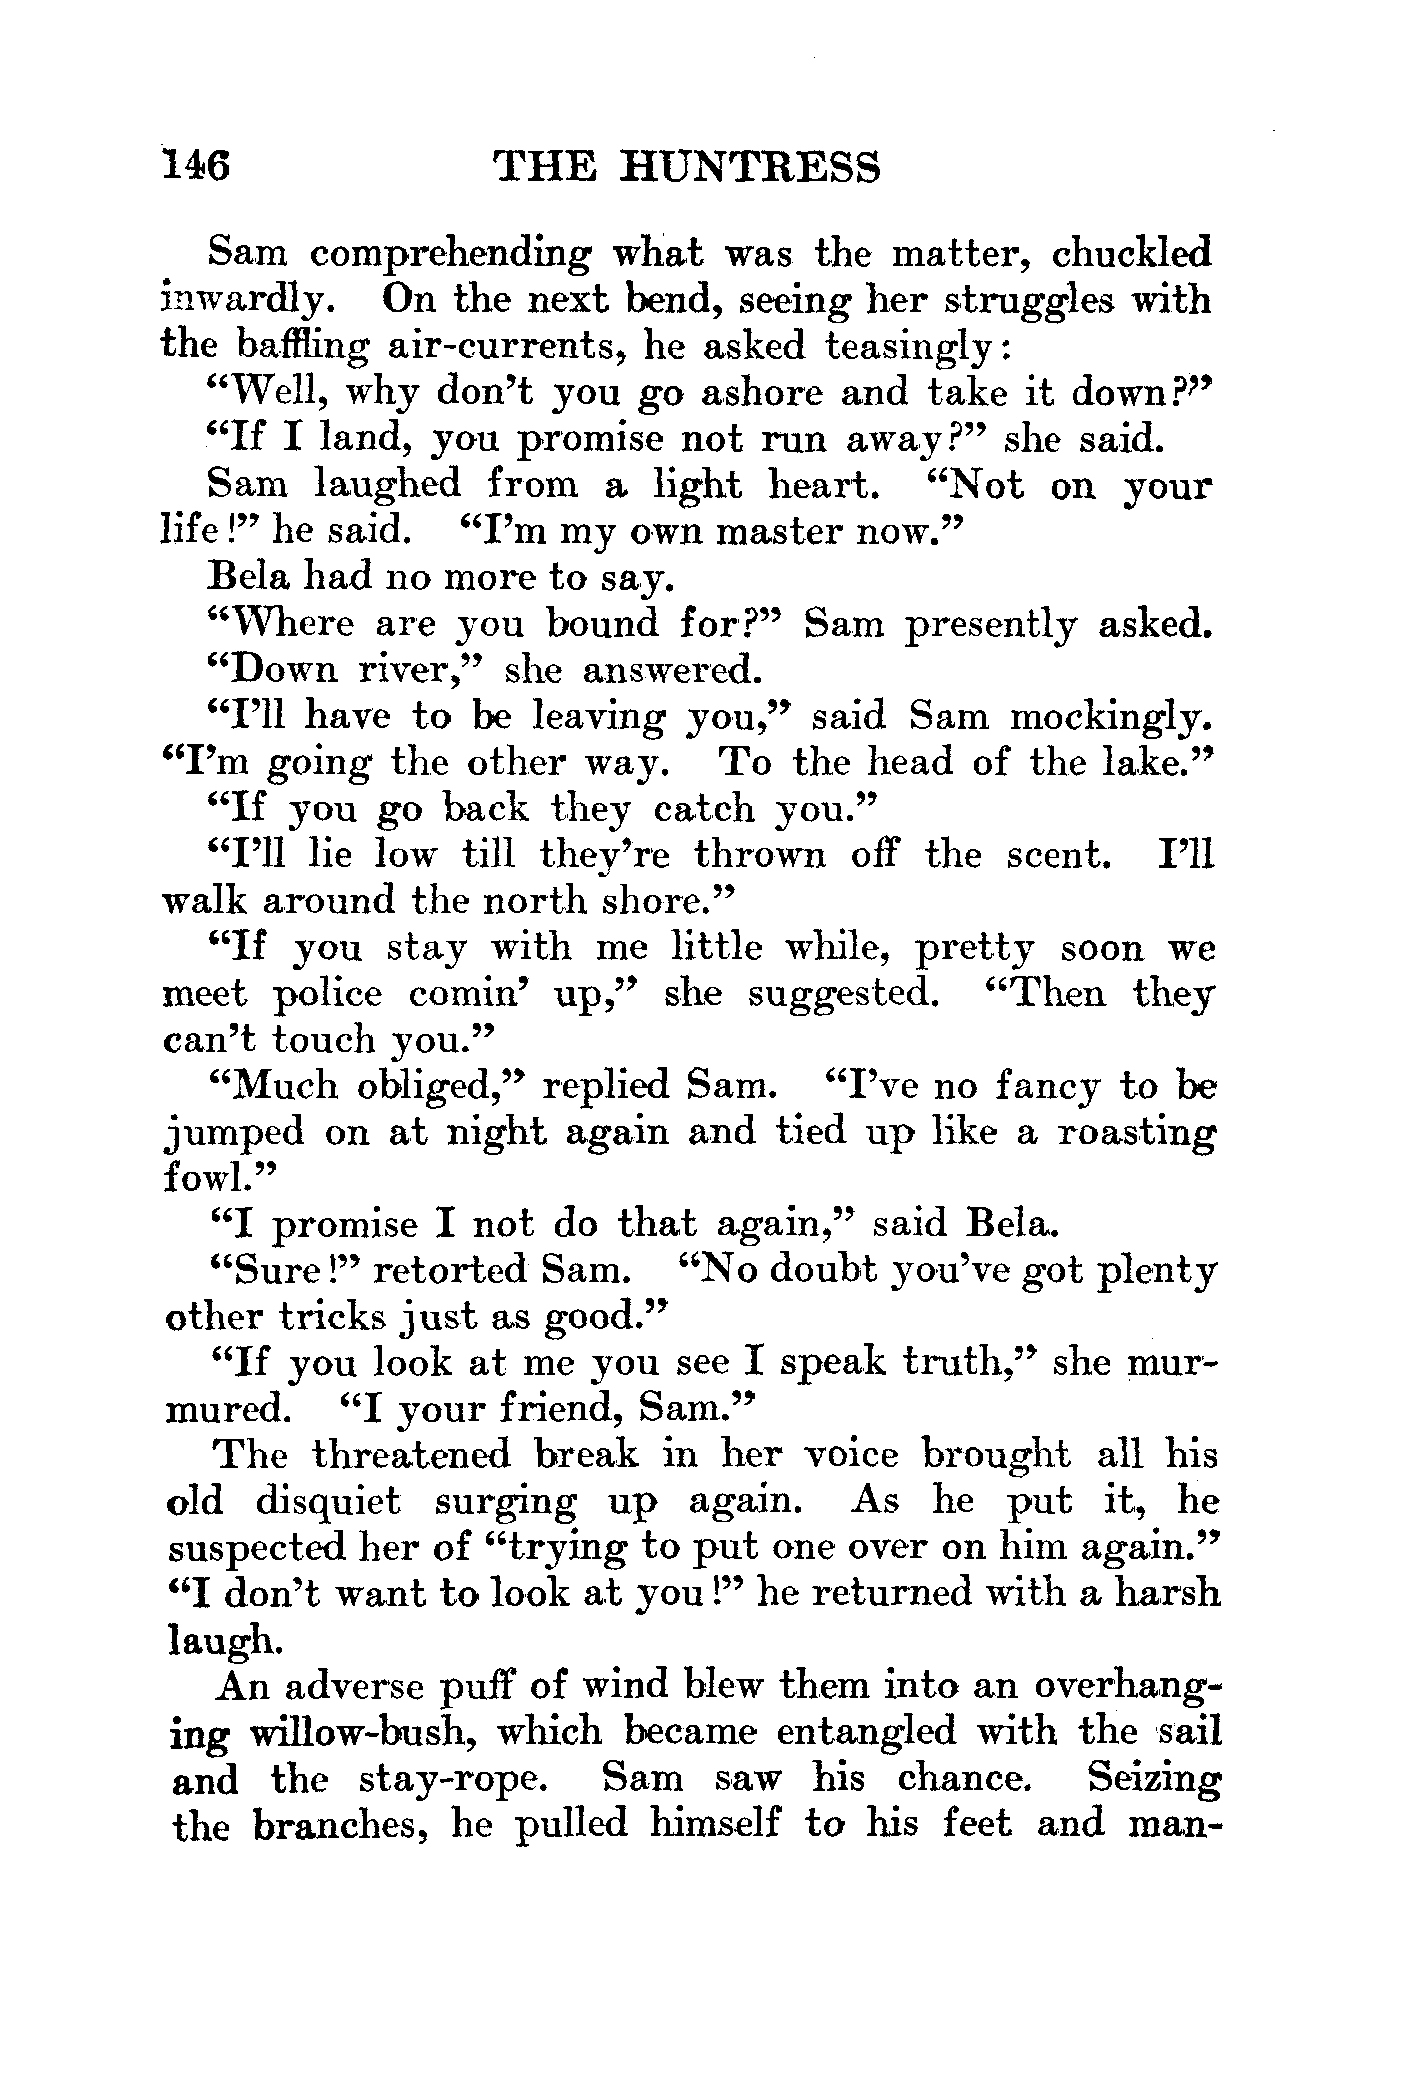 146 THE HUNTRESS
Sam comprehending what was the matter, chuckled
inwardly. On the next bend, seeing her struggles with
the baffling air-currents, he asked teasingly:
"Well, why don't you go ashore and take it down?"
"If I land, you promise not run away?" she said.
Sam laughed from a light heart. "Not on your
life!" he said. "I'm my own master now."
Bela had no more to say.
"Where are you bound for?" Sam presently asked.
"Down river," she answered.
"I'll have to be leaving you," said Sam mockingly.
"I'm going the other way. To the head of the lake."
"If you go back they catch you."
"I'll lie low till they're thrown off the scent. I'll
walk around the north shore."
"If you stay with me little while, pretty soon we
meet police comin' up," she suggested. "Then they
can't touch you."
"Much obliged," replied Sam. "I've no fancy to be
jumped on at night again and tied up like a roasting
fowl."
"I promise I not do that again," said Bela.
"Sure!" retorted Sam. "No doubt you've got plenty
other tricks just as good."
"If you look at me you see I speak truth," she mur-
mured. "I your friend, Sam."
The threatened break in her voice brought all his
old disquiet surging up again. As he put it, he
suspected her of "trying to put one over on him again."
"I don't want to look at you!" he returned with a harsh
laugh.
An adverse puff of wind blew them into an overhang-
ing willow-bush, which became entangled with the sail
and the stay-rope. Sam saw his chance. Seizing
the branches, he pulled himself to his feet and man-